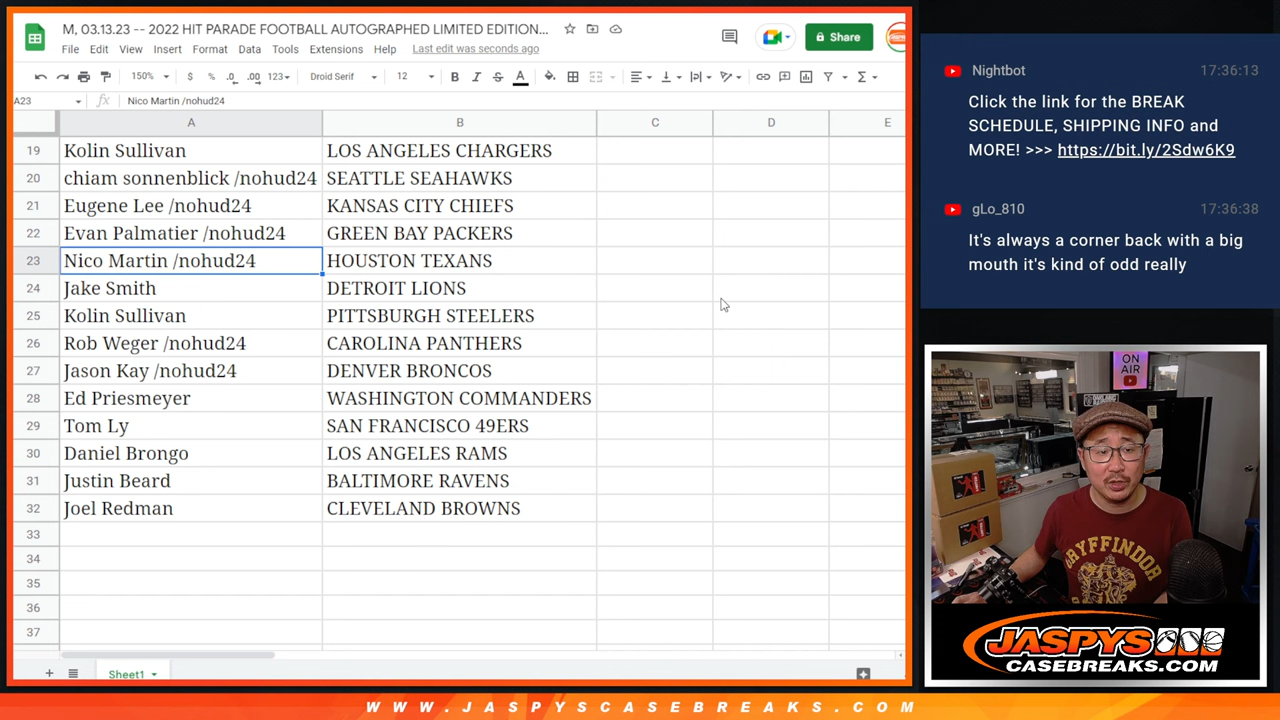 M, 03.13.23 -- 2022 HIT PARADE FOOTBALL AUTOGRAPHED LIMITED EDITION...
File Edit View Insert Format Data Tools Extensions Help Last edit was seconds ago
Share
150% $ % .0 .00 123 Droid Serif 12 B I S A
A23 fx Nico Martin /nohud24
A B C D E
19 Kolin Sullivan LOS ANGELES CHARGERS
20 chiam sonnenblick /nohud24 SEATTLE SEAHAWKS
21 Eugene Lee /nohud24 KANSAS CITY CHIEFS
22 Evan Palmatier /nohud24 GREEN BAY PACKERS
23 Nico Martin /nohud24 HOUSTON TEXANS
24 Jake Smith DETROIT LIONS
25 Kolin Sullivan PITTSBURGH STEELERS
26 Rob Weger /nohud24 CAROLINA PANTHERS
27 Jason Kay /nohud24 DENVER BRONCOS
28 Ed Priesmeyer WASHINGTON COMMANDERS
29 Tom Ly SAN FRANCISCO 49ERS
30 Daniel Brongo LOS ANGELES RAMS
31 Justin Beard BALTIMORE RAVENS
32 Joel Redman CLEVELAND BROWNS
33
34
35
36
37
Sheet1
Nightbot 17:36:13
Click the link for the BREAK
SCHEDULE, SHIPPING INFO and
MORE! >>> https://bit.ly/2Sdw6K9
gLo_810 17:36:38
It's always a corner back with a big
mouth it's kind of odd really
ON
AIR
GRYFFINDOR
JASPYS
CASEBREAKS.COM
WWW.JASPYSCASEBREAKS.COM